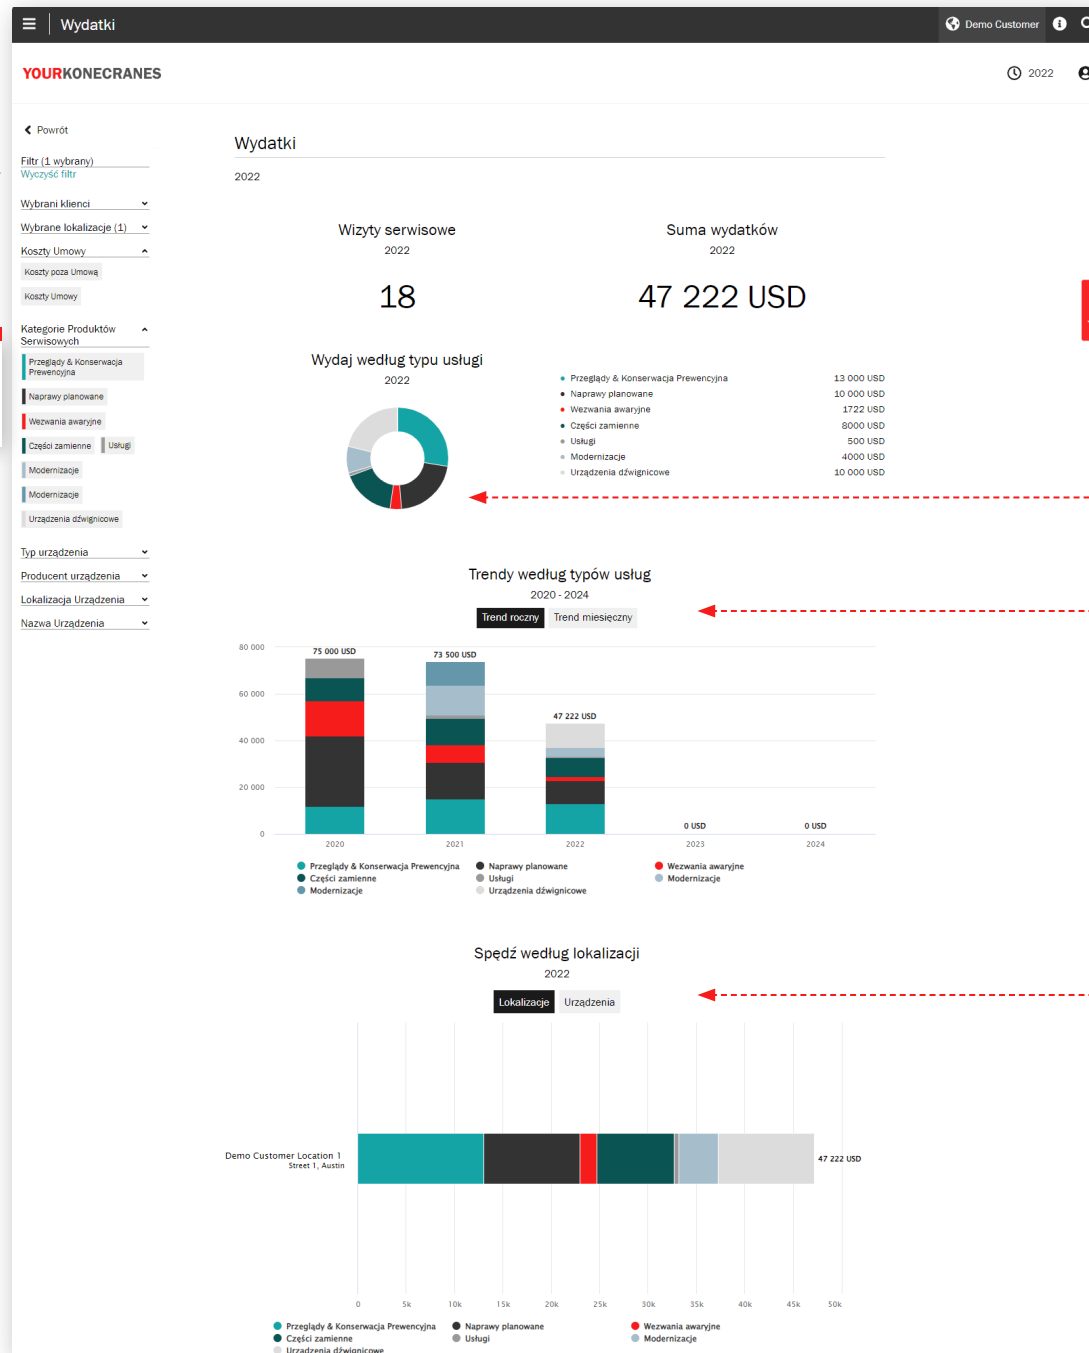 Wydatki
Demo Customer
YOURKONECRANES
2022
Powrót
Filtr (1 wybrany)
Wyczyść filtr
Wybrani klienci
Wybrane lokalizacje (1)
Koszty Umowy
Koszty poza Umową
Koszty Umowy
Kategorie Produktów
Serwisowych
Przeglądy & Konserwacja
Prewencyjna
Naprawy planowane
Wezwania awaryjne
Części zamienne
Usługi
Modernizacje
Modernizacje
Urządzenia dźwignicowe
Typ urządzenia
Producent urządzenia
Lokalizacja Urządzenia
Nazwa Urządzenia
Wydatki
2022
Wizyty serwisowe
2022
18
Suma wydatków
2022
47 222 USD
Wydaj według typu usługi
2022
Przeglądy & Konserwacja Prewencyjna 13 000 USD
Naprawy planowane 10 000 USD
Wezwania awaryjne 1722 USD
Części zamienne 8000 USD
Usługi 500 USD
Modernizacje 4000 USD
Urządzenia dźwignicowe 10 000 USD
Trendy według typów usług
2020 - 2024
Trend roczny Trend miesięczny
80 000
60 000
40 000
20 000
0
75 000 USD
73 500 USD
47 222 USD
0 USD
0 USD
2020 2021 2022 2023 2024
Przeglądy & Konserwacja Prewencyjna Naprawy planowane Wezwania awaryjne
Części zamienne Usługi Modernizacje
Modernizacje Urządzenia dźwignicowe
Spędź według lokalizacji
2022
Lokalizacje Urządzenia
Demo Customer Location 1
Street 1, Austin
47 222 USD
0 5k 10k 15k 20k 25k 30k 35k 40k 45k 50k
Przeglądy & Konserwacja Prewencyjna Naprawy planowane Wezwania awaryjne
Części zamienne Usługi Modernizacje
Urządzenia dźwignicowe